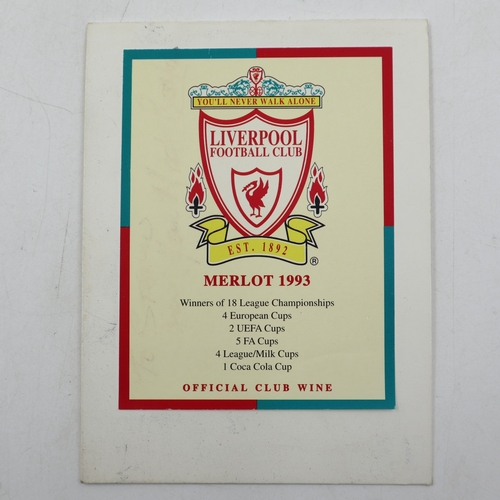 YOU'LL NEVER WALK ALONE
LIVERPOOL
FOOTBALL CLUB
EST. 1892
®
MERLOT 1993
Winners of 18 League Championships
4 European Cups
2 UEFA Cups
5 FA Cups
4 League/Milk Cups
1 Coca Cola Cup
OFFICIAL CLUB WINE